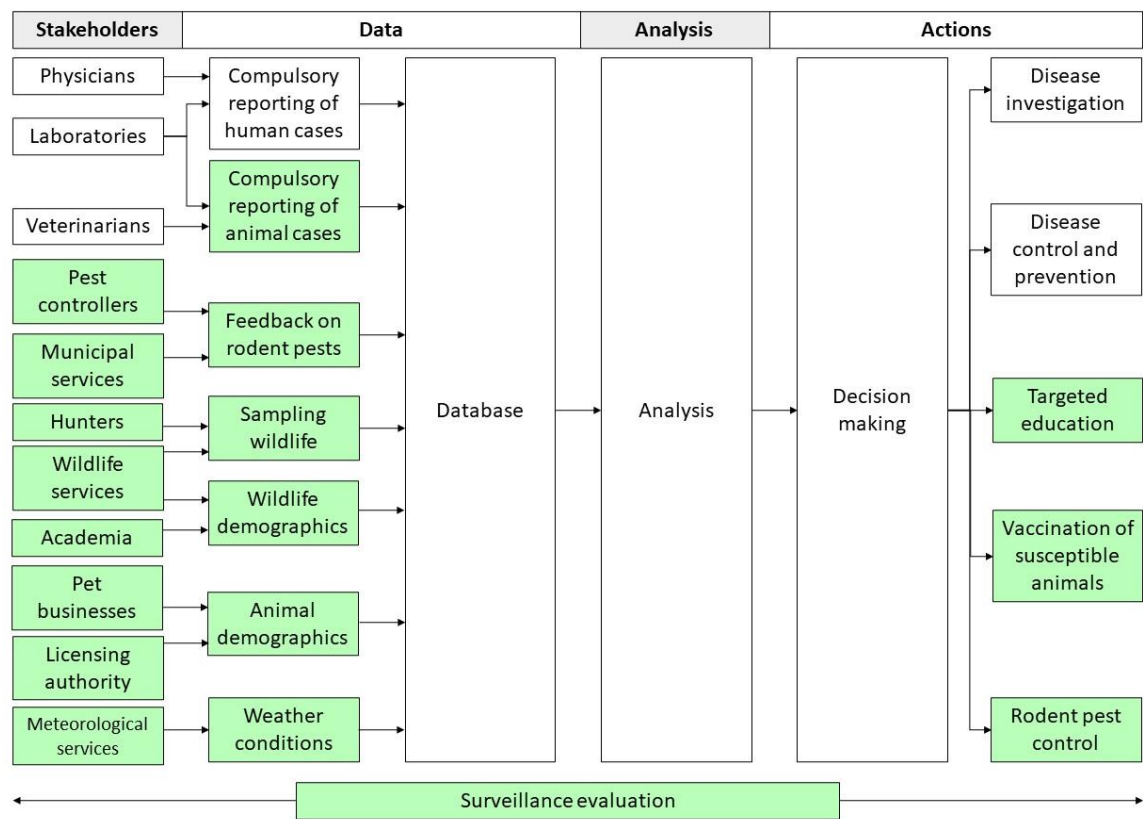 Stakeholders
Data
Analysis
Actions
Physicians
Laboratories
Veterinarians
Pest
controllers
Municipal
services
Hunters
Wildlife
services
Academia
Pet
businesses
Licensing
authority
Meteorological
services
Compulsory
reporting of
human cases
Compulsory
reporting of
animal cases
Feedback on
rodent pests
Sampling
wildlife
Wildlife
demographics
Animal
demographics
Weather
conditions
Database
Analysis
Decision
making
Disease
investigation
Disease
control and
prevention
Targeted
education
Vaccination of
susceptible
animals
Rodent pest
control
Surveillance evaluation